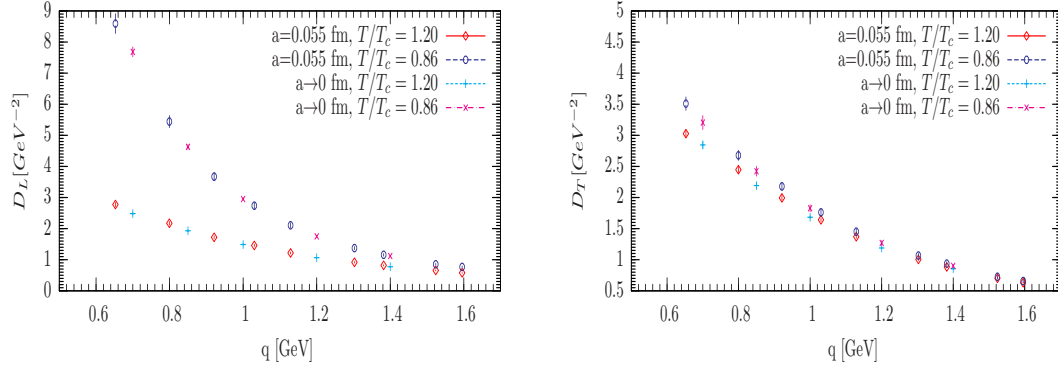 9
8
7
6
5
4
3
2
1
0
D_L[GeV^{-2}]
0.6 0.8 1 1.2 1.4 1.6
q [GeV]
a=0.055 fm, T/T_c = 1.20
a=0.055 fm, T/T_c = 0.86
a→0 fm, T/T_c = 1.20
a→0 fm, T/T_c = 0.86
5
4.5
4
3.5
3
2.5
2
1.5
1
0.5
D_T[GeV^{-2}]
0.6 0.8 1 1.2 1.4 1.6
q [GeV]
a=0.055 fm, T/T_c = 1.20
a=0.055 fm, T/T_c = 0.86
a→0 fm, T/T_c = 1.20
a→0 fm, T/T_c = 0.86